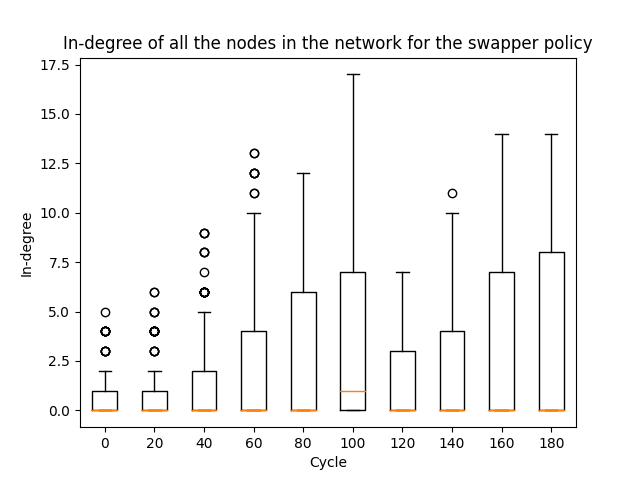 In-degree of all the nodes in the network for the swapper policy
17.5
15.0
12.5
10.0
7.5
5.0
2.5
0.0
In-degree
0 20 40 60 80 100 120 140 160 180
Cycle